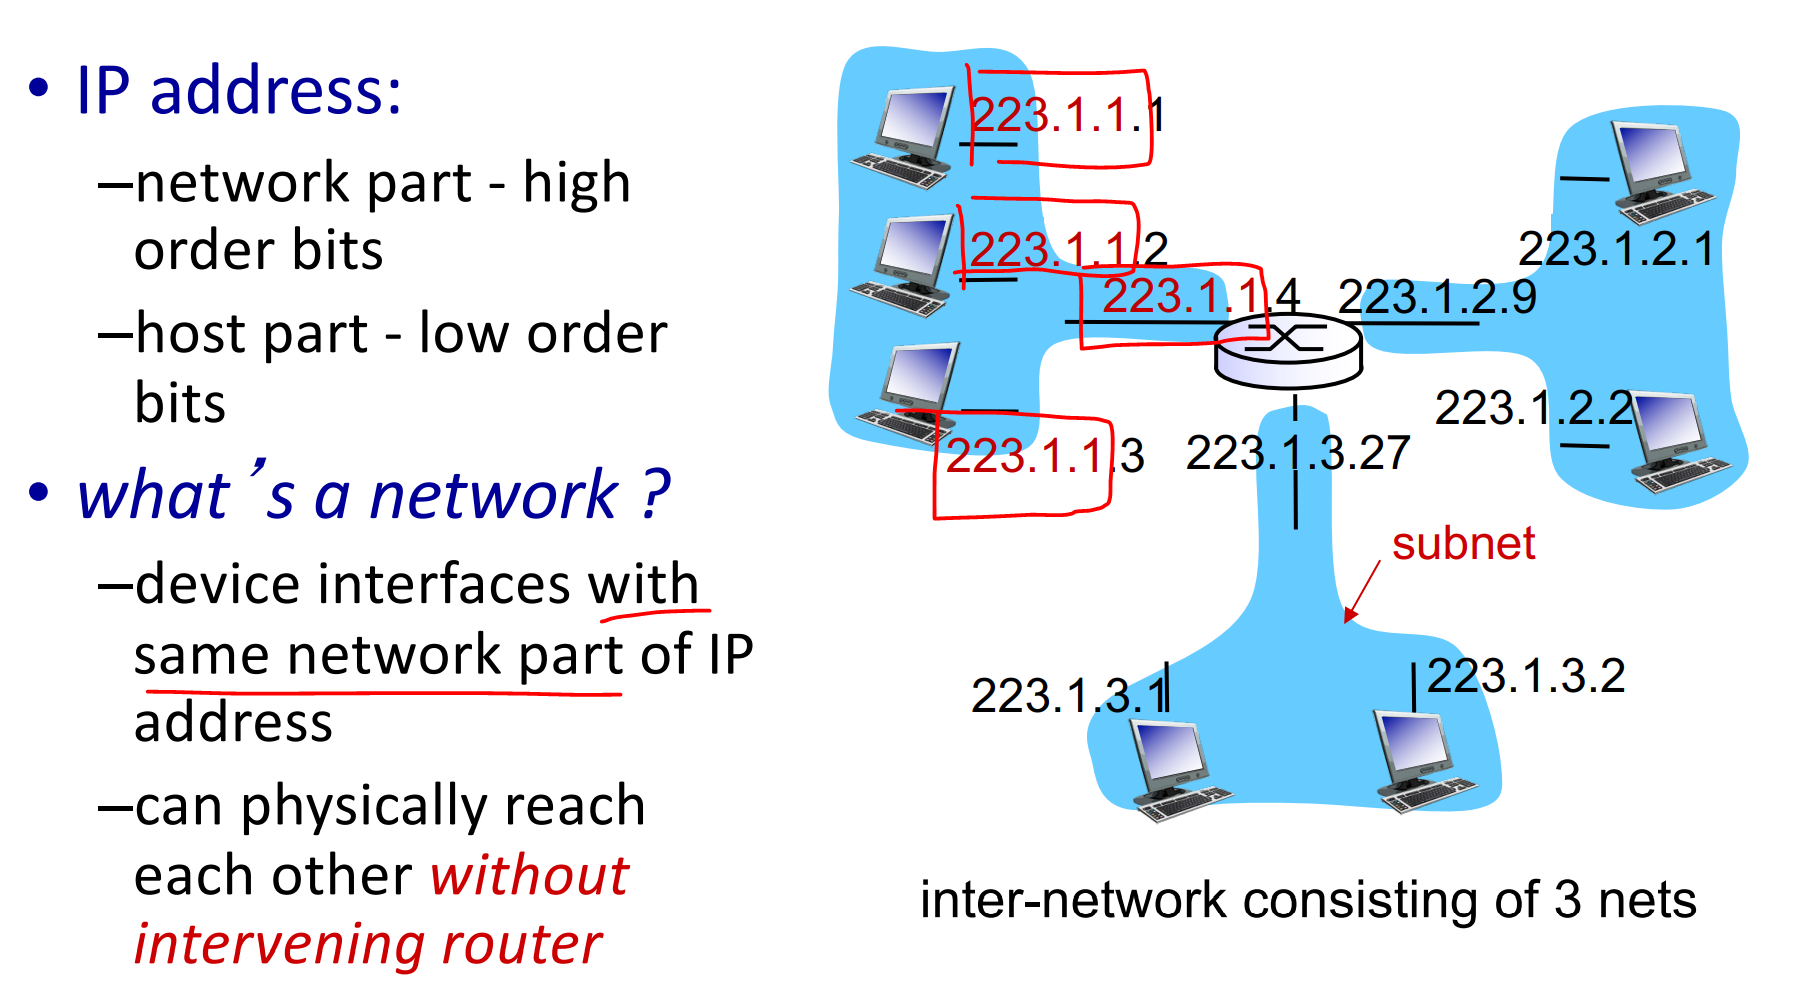 • IP address:
–network part - high
order bits
–host part - low order
bits
• what's a network ?
–device interfaces with
same network part of IP
address
–can physically reach
each other without
intervening router
223.1.1.1
223.1.1.2
223.1.1.4
223.1.1.3
223.1.2.9
223.1.2.1
223.1.2.2
223.1.3.27
subnet
223.1.3.1
223.1.3.2
inter-network consisting of 3 nets